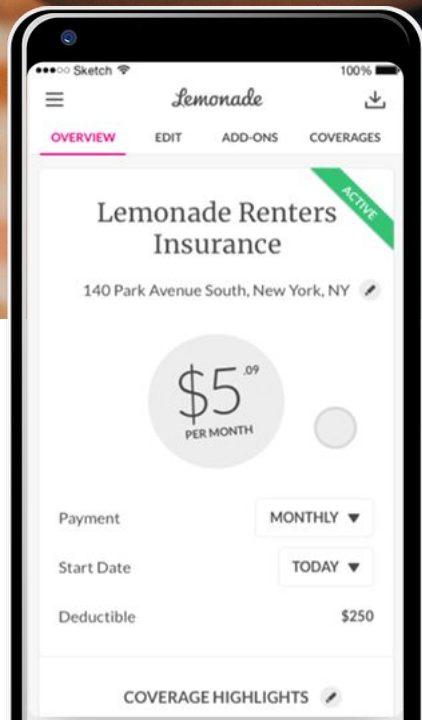 Sketch 100%
Lemonade
OVERVIEW EDIT ADD-ONS COVERAGES
ACTIVE
Lemonade Renters
Insurance
140 Park Avenue South, New York, NY
$5.09
PER MONTH
Payment MONTHLY
Start Date TODAY
Deductible $250
COVERAGE HIGHLIGHTS